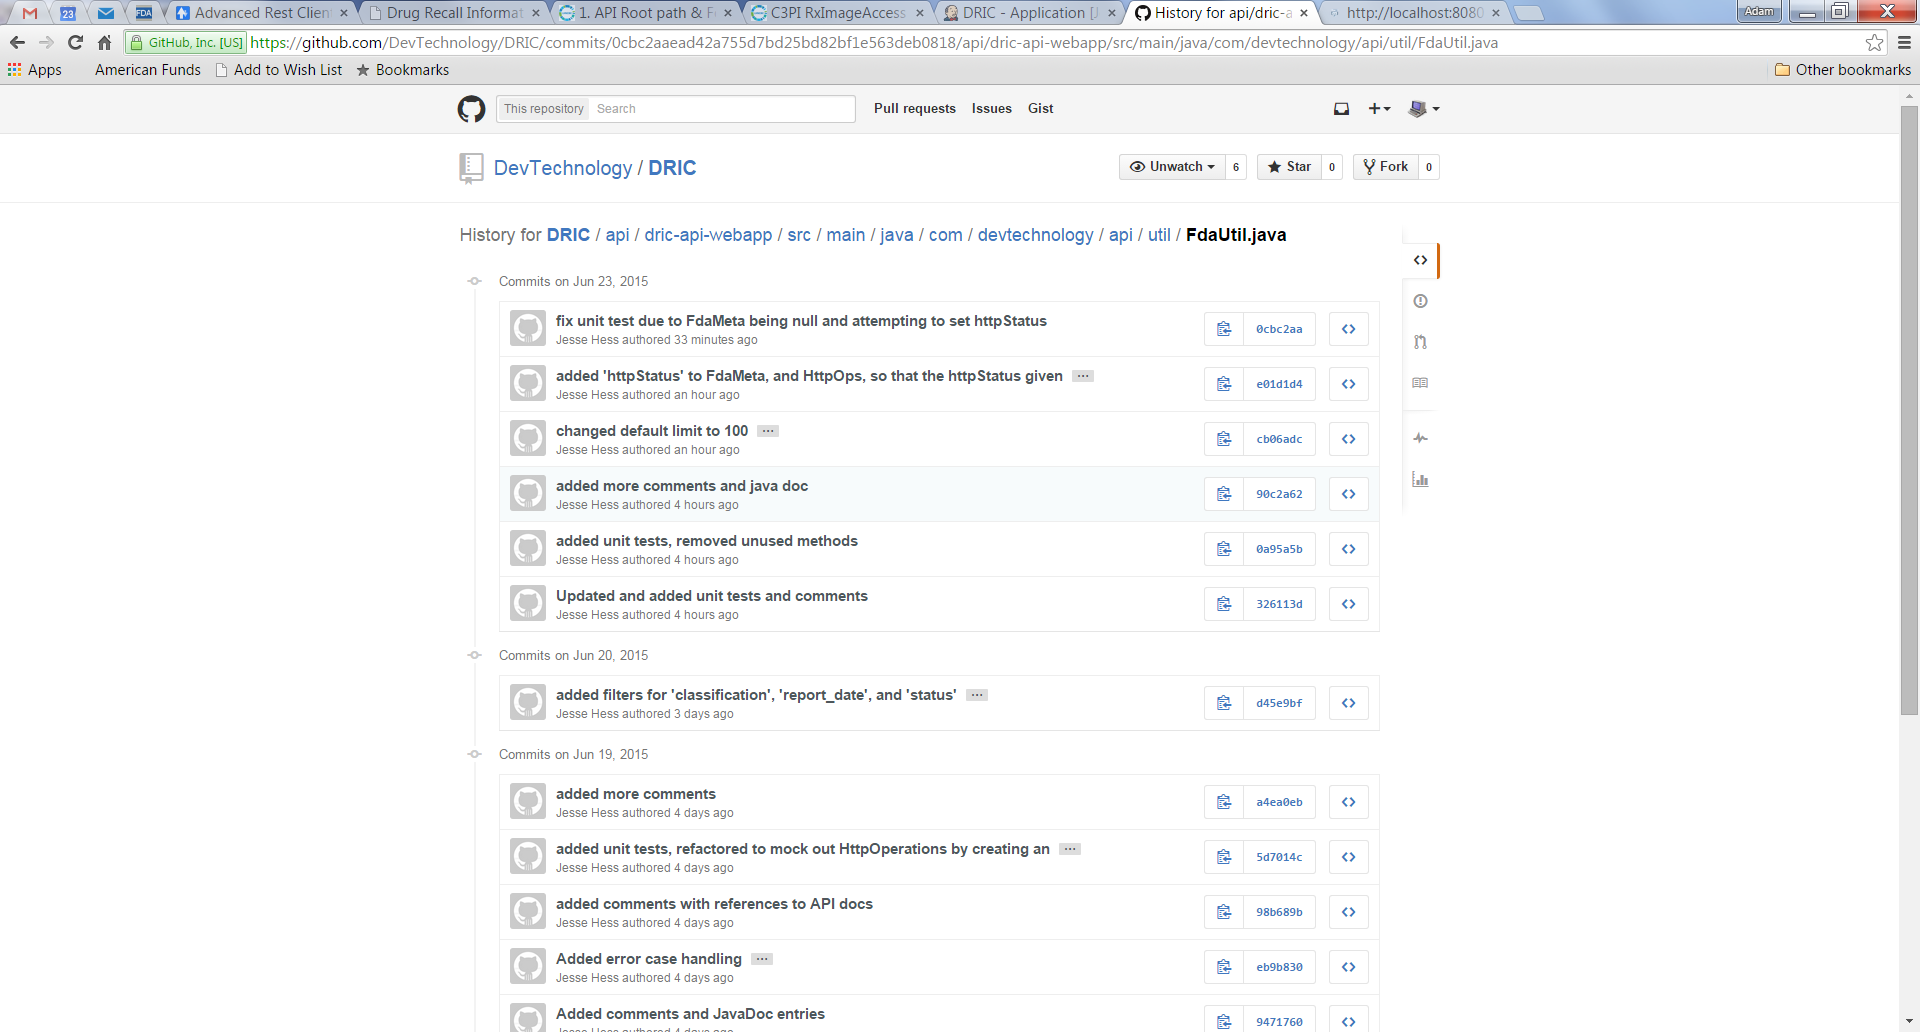 23
FDA
Advanced Rest Clien
Drug Recall Informat
1. API Root path & F
C3PI RxImageAccess
DRIC - Application [J
History for api/dric-a
http://localhost:8080
Adam
GitHub, Inc. [US]
https://github.com/DevTechnology/DRIC/commits/0cbc2aaead42a755d7bd25bd82bf1e563deb0818/api/dric-api-webapp/src/main/java/com/devtechnology/api/util/FdaUtil.java
Apps
American Funds
Add to Wish List
Bookmarks
Other bookmarks
This repository
Search
Pull requests
Issues
Gist
DevTechnology / DRIC
Unwatch
6
Star
0
Fork
0
History for DRIC / api / dric-api-webapp / src / main / java / com / devtechnology / api / util / FdaUtil.java
Commits on Jun 23, 2015
fix unit test due to FdaMeta being null and attempting to set httpStatus
Jesse Hess authored 33 minutes ago
0cbc2aa
added 'httpStatus' to FdaMeta, and HttpOps, so that the httpStatus given …
Jesse Hess authored an hour ago
e01d1d4
changed default limit to 100 …
Jesse Hess authored an hour ago
cb06adc
added more comments and java doc
Jesse Hess authored 4 hours ago
90c2a62
added unit tests, removed unused methods
Jesse Hess authored 4 hours ago
0a95a5b
Updated and added unit tests and comments
Jesse Hess authored 4 hours ago
326113d
Commits on Jun 20, 2015
added filters for 'classification', 'report_date', and 'status' …
Jesse Hess authored 3 days ago
d45e9bf
Commits on Jun 19, 2015
added more comments
Jesse Hess authored 4 days ago
a4ea0eb
added unit tests, refactored to mock out HttpOperations by creating an …
Jesse Hess authored 4 days ago
5d7014c
added comments with references to API docs
Jesse Hess authored 4 days ago
98b689b
Added error case handling …
Jesse Hess authored 4 days ago
eb9b830
Added comments and JavaDoc entries
Jesse Hess authored 4 days ago
9471760